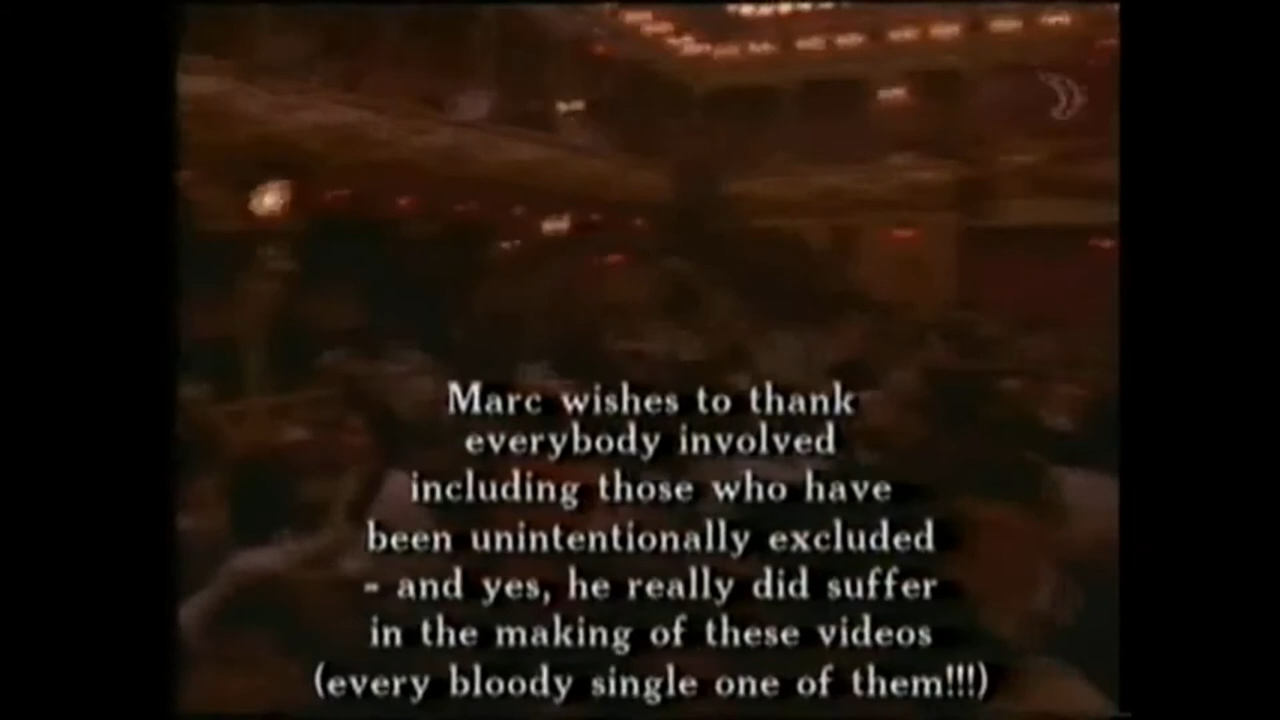 Marc wishes to thank
everybody involved
including those who have
been unintentionally excluded
- and yes, he really did suffer
in the making of these videos
(every bloody single one of them!!!)